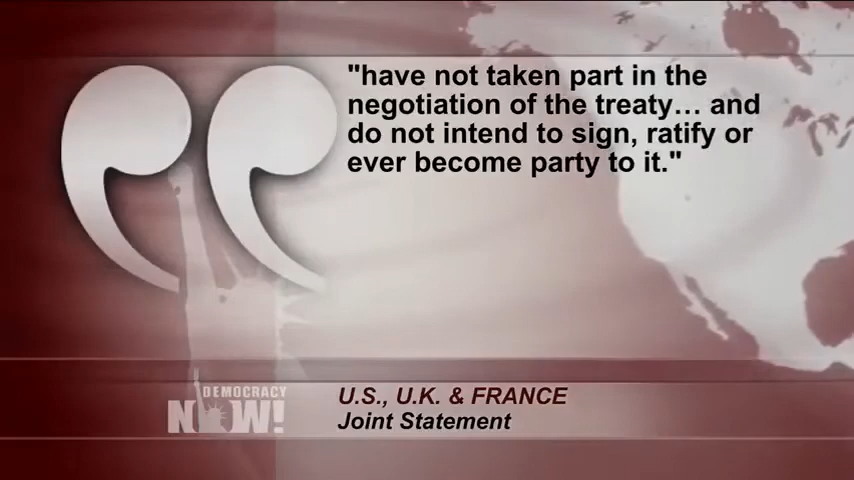 "have not taken part in the
negotiation of the treaty… and
do not intend to sign, ratify or
ever become party to it."
U.S., U.K. & FRANCE
Joint Statement
DEMOCRACY
NOW!